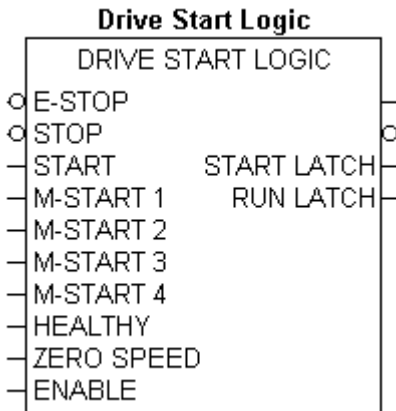 Drive Start Logic
DRIVE START LOGIC
E-STOP
STOP
START START LATCH
M-START 1 RUN LATCH
M-START 2
M-START 3
M-START 4
HEALTHY
ZERO SPEED
ENABLE